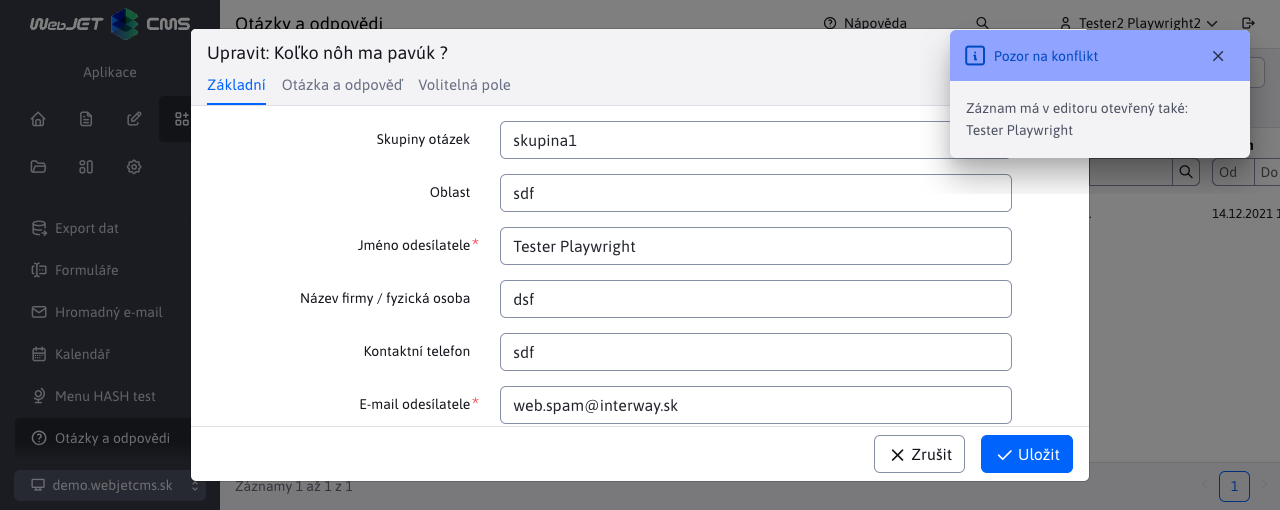 WebJET CMS
Otázky a odpovědi
Nápověda
Tester2 Playwright2
Aplikace
Export dat
Formuláře
Hromadný e-mail
Kalendář
Menu HASH test
Otázky a odpovědi
demo.webjetcms.sk
Upravit: Koľko nôh ma pavúk ?
Základní
Otázka a odpověď
Volitelná pole
Skupiny otázek
skupina1
Oblast
sdf
Jméno odesílatele*
Tester Playwright
Název firmy / fyzická osoba
dsf
Kontaktní telefon
sdf
E-mail odesílatele*
web.spam@interway.sk
Zrušit
Uložit
Pozor na konflikt
Záznam má v editoru otevřený také:
Tester Playwright
Od
Do
14.12.2021 1
Záznamy 1 až 1 z 1
1